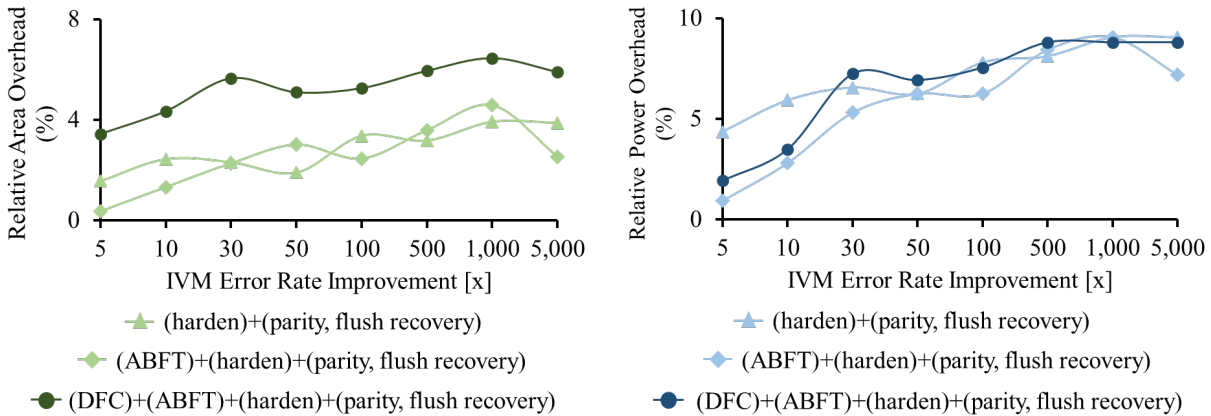 Relative Area Overhead
(%)
8
4
0
5 10 30 50 100 500 1,000 5,000
IVM Error Rate Improvement [x]
(harden)+(parity, flush recovery)
(ABFT)+(harden)+(parity, flush recovery)
(DFC)+(ABFT)+(harden)+(parity, flush recovery)
Relative Power Overhead
(%)
10
5
0
5 10 30 50 100 500 1,000 5,000
IVM Error Rate Improvement [x]
(harden)+(parity, flush recovery)
(ABFT)+(harden)+(parity, flush recovery)
(DFC)+(ABFT)+(harden)+(parity, flush recovery)